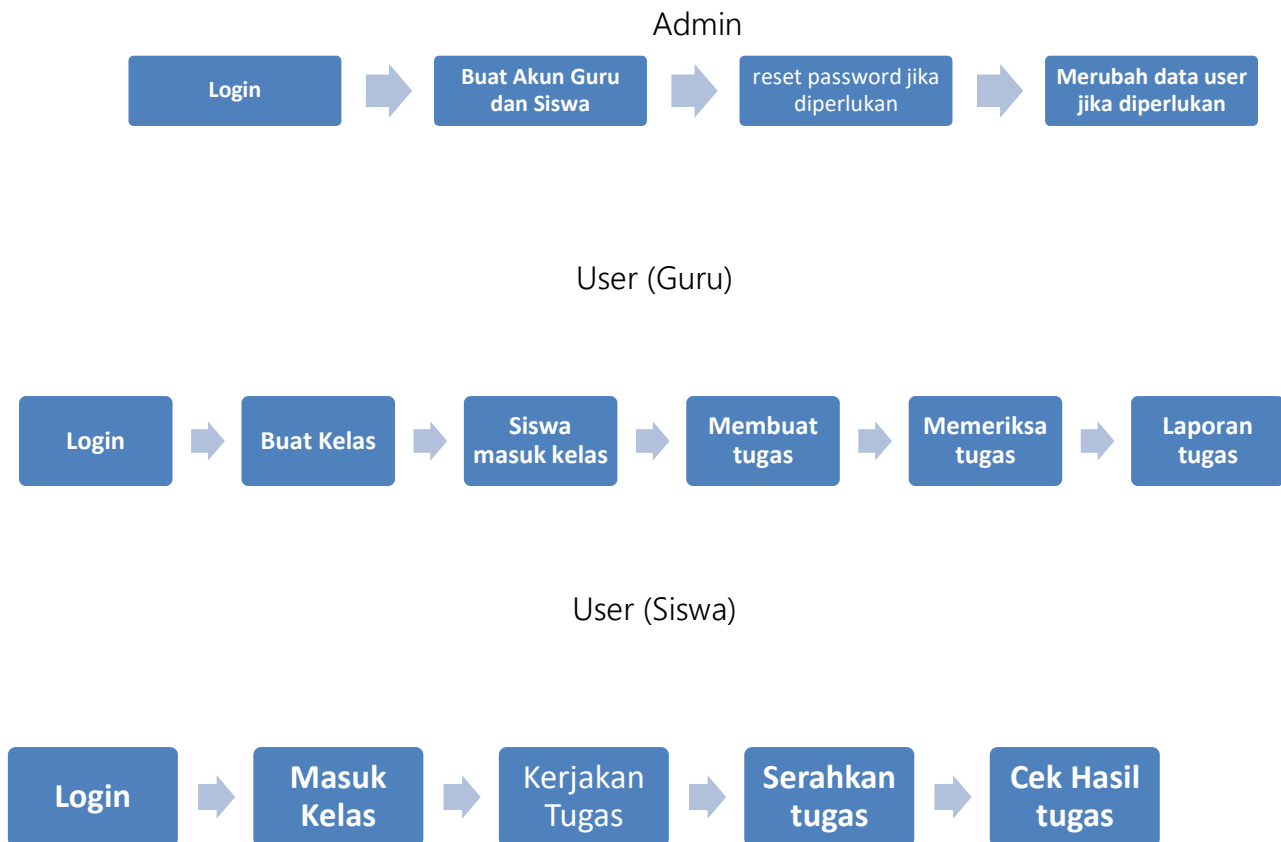 Admin
Login
Buat Akun Guru
dan Siswa
reset password jika
diperlukan
Merubah data user
jika diperlukan
User (Guru)
Login
Buat Kelas
Siswa
masuk kelas
Membuat
tugas
Memeriksa
tugas
Laporan
tugas
User (Siswa)
Login
Masuk
Kelas
Kerjakan
Tugas
Serahkan
tugas
Cek Hasil
tugas